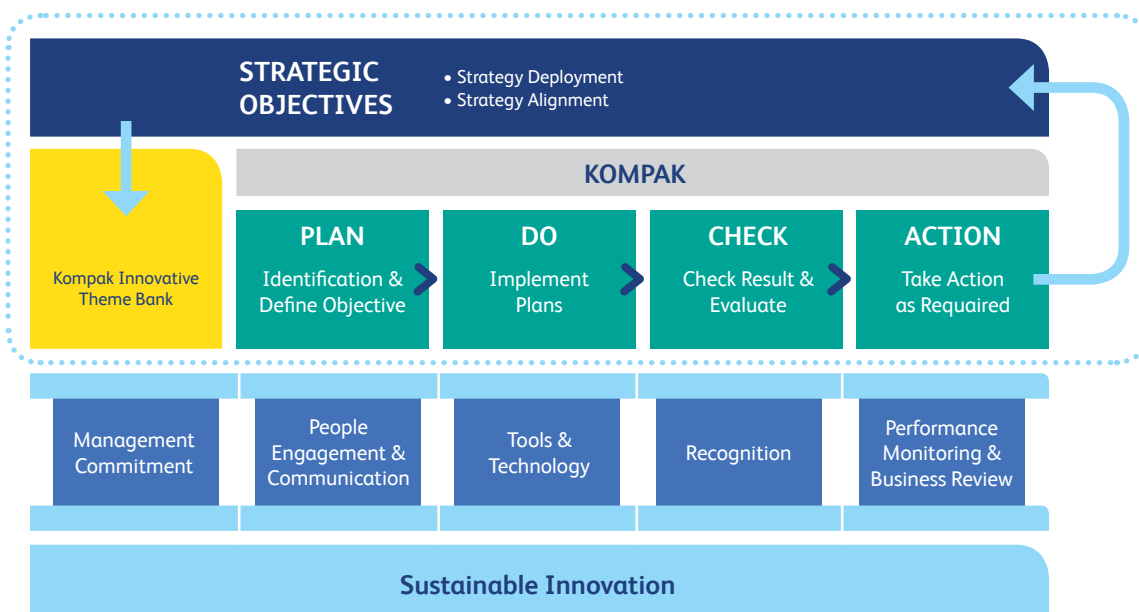 STRATEGIC
OBJECTIVES
• Strategy Deployment
• Strategy Alignment
KOMPAK
Kompak Innovative
Theme Bank
PLAN
Identification &
Define Objective
DO
Implement
Plans
CHECK
Check Result &
Evaluate
ACTION
Take Action
as Requaired
Management
Commitment
People
Engagement &
Communication
Tools &
Technology
Recognition
Performance
Monitoring &
Business Review
Sustainable Innovation